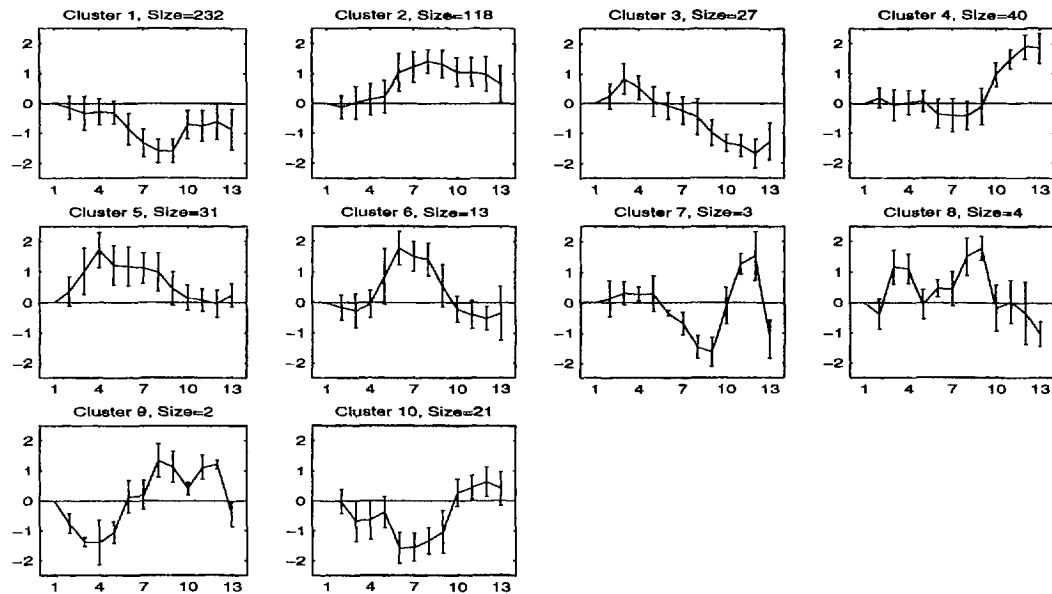 Cluster 1, Size=232
Cluster 2, Size=118
Cluster 3, Size=27
Cluster 4, Size=40
2
1
0
−1
−2
2
1
0
−1
−2
2
1
0
−1
−2
2
1
0
−1
−2
1 4 7 10 13
1 4 7 10 13
1 4 7 10 13
1 4 7 10 13
Cluster 5, Size=31
Cluster 6, Size=13
Cluster 7, Size=3
Cluster 8, Size=4
2
1
0
−1
−2
2
1
0
−1
−2
2
1
0
−1
−2
2
1
0
−1
−2
1 4 7 10 13
1 4 7 10 13
1 4 7 10 13
1 4 7 10 13
Cluster 9, Size=2
Cluster 10, Size=21
2
1
0
−1
−2
2
1
0
−1
−2
1 4 7 10 13
1 4 7 10 13